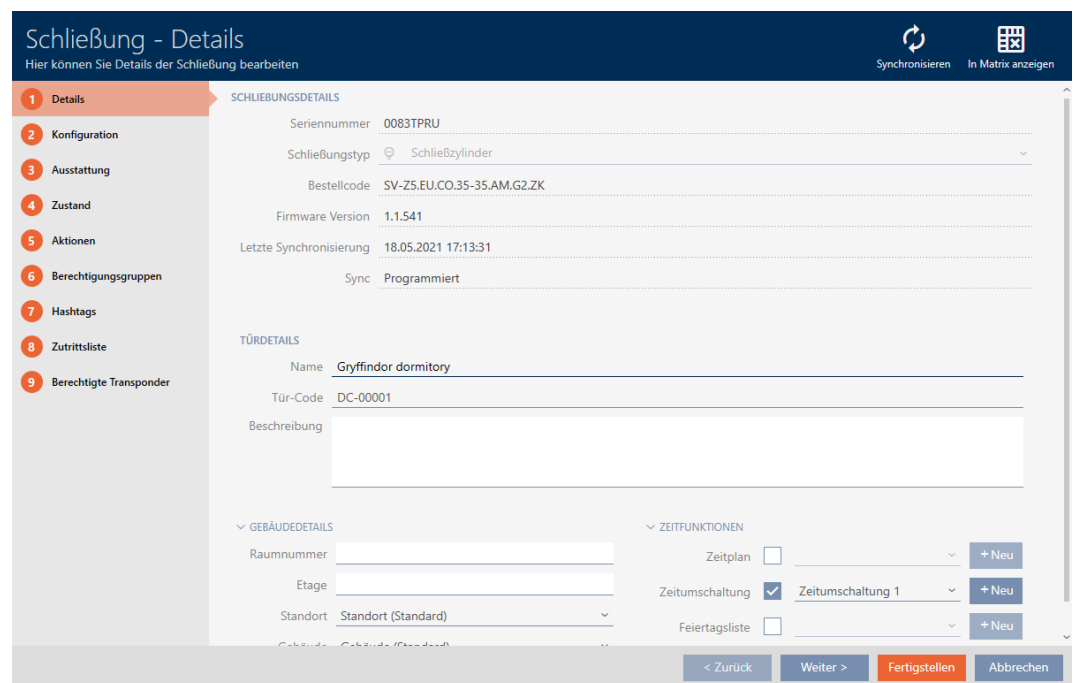 Schließung - Details
Hier können Sie Details der Schließung bearbeiten
Synchronisieren
In Matrix anzeigen
1 Details
2 Konfiguration
3 Ausstattung
4 Zustand
5 Aktionen
6 Berechtigungsgruppen
7 Hashtags
8 Zutrittsliste
9 Berechtigte Transponder
SCHLIEßUNGSDETAILS
Seriennummer 0083TPRU
Schließungstyp Schließzylinder
Bestellcode SV-Z5.EU.CO.35-35.AM.G2.ZK
Firmware Version 1.1.541
Letzte Synchronisierung 18.05.2021 17:13:31
Sync Programmiert
TÜRDETAILS
Name Gryffindor dormitory
Tür-Code DC-00001
Beschreibung
GEBÄUDEDETAILS
Raumnummer
Etage
Standort Standort (Standard)
Gebäude Gebäude (Standard)
ZEITFUNKTIONEN
Zeitplan + Neu
Zeitumschaltung Zeitumschaltung 1 + Neu
Feiertagsliste + Neu
< Zurück
Weiter >
Fertigstellen
Abbrechen